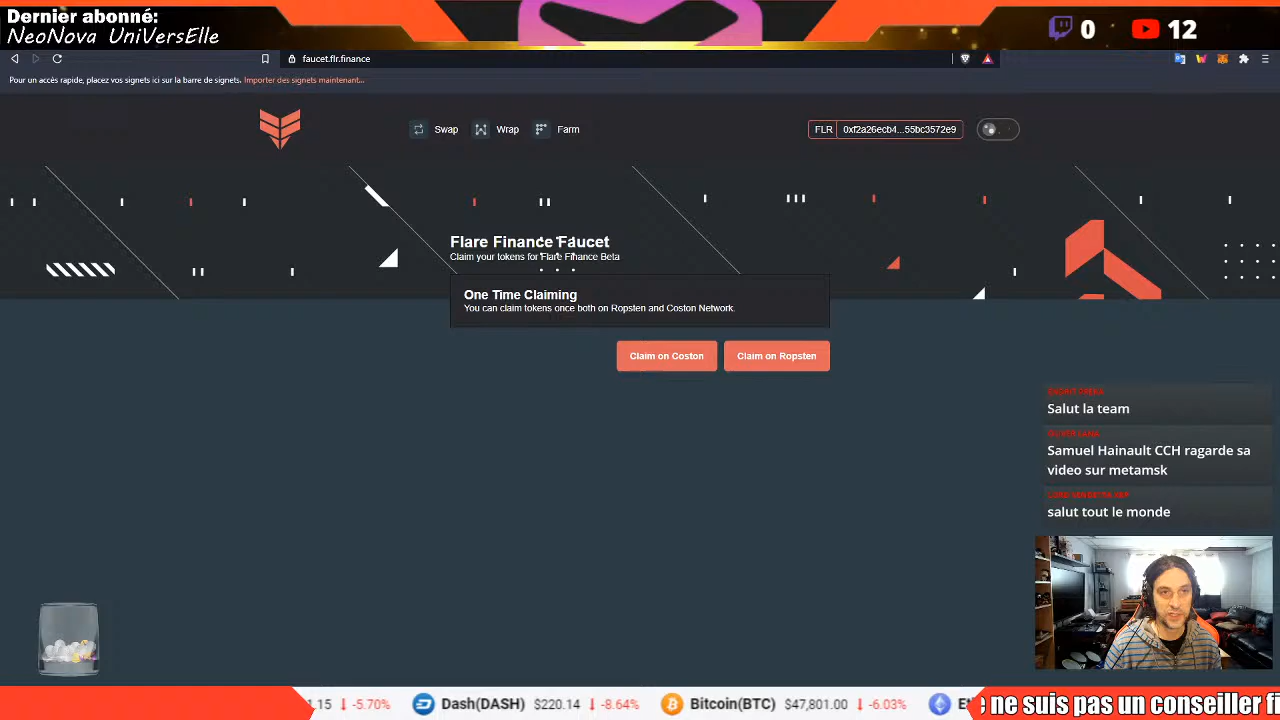 Dernier abonné:
NeoNova UniVersElle
0
12
faucet.flr.finance
Pour un accès rapide, placez vos signets ici sur la barre de signets. Importer des signets maintenant...
Swap
Wrap
Farm
FLR
0xf2a26ecb4...55bc3572e9
Flare Finance Faucet
Claim your tokens for Flare Finance Beta
One Time Claiming
You can claim tokens once both on Ropsten and Coston Network.
Claim on Coston
Claim on Ropsten
Salut la team
Samuel Hainault CCH ragarde sa
video sur metamsk
salut tout le monde
1.15 -5.70%
Dash(DASH) $220.14 -8.64%
Bitcoin(BTC) $47,801.00 -6.03%
ne suis pas un conseiller fi